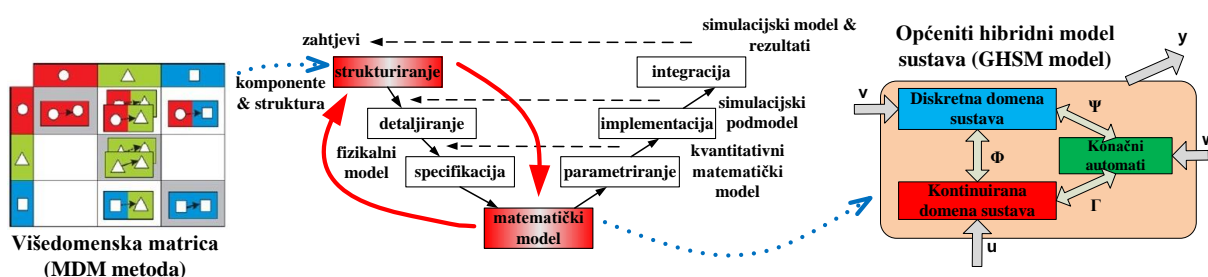 Višedomenska matrica
(MDM metoda)
zahtjevi
simulacijski model &
rezultati
strukturiranje
integracija
komponente
& struktura
detaljiranje
implementacija
simulacijski
podmodel
fizikalni
model
specifikacija
parametriranje
kvantitativni
matematički
model
matematički
model
Općeniti hibridni model
sustava (GHSM model)
y
v
Diskretna domena
sustava
Ψ
Konačni
automati
Φ
Kontinuirana
domena sustava
Γ
u